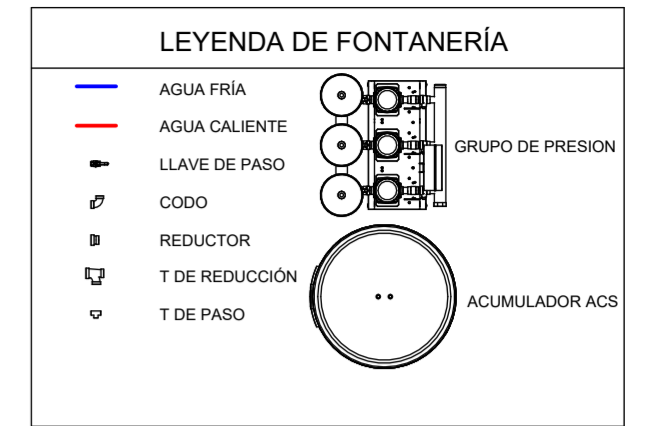 LEYENDA DE FONTANERÍA
AGUA FRÍA
AGUA CALIENTE
LLAVE DE PASO
CODO
REDUCTOR
T DE REDUCCIÓN
T DE PASO
GRUPO DE PRESION
ACUMULADOR ACS